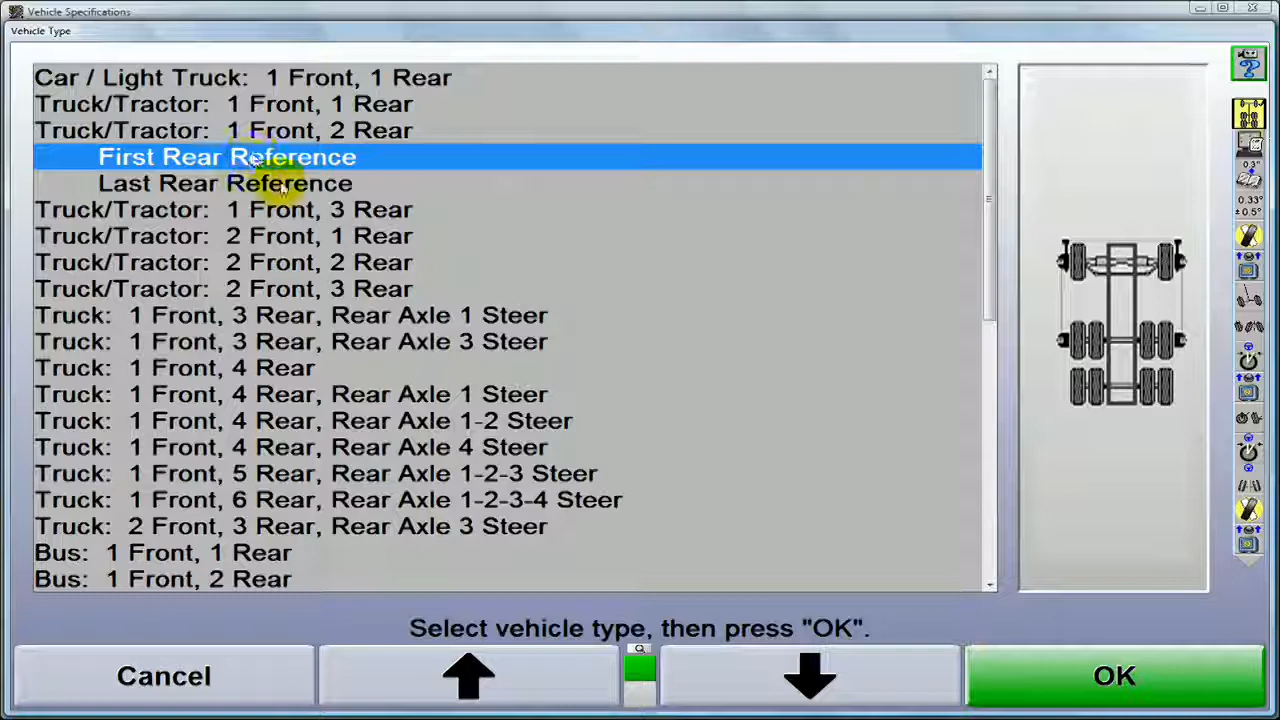 Vehicle Specifications
Vehicle Type
Car / Light Truck: 1 Front, 1 Rear
Truck/Tractor: 1 Front, 1 Rear
Truck/Tractor: 1 Front, 2 Rear
First Rear Reference
Last Rear Reference
Truck/Tractor: 1 Front, 3 Rear
Truck/Tractor: 2 Front, 1 Rear
Truck/Tractor: 2 Front, 2 Rear
Truck/Tractor: 2 Front, 3 Rear
Truck: 1 Front, 3 Rear, Rear Axle 1 Steer
Truck: 1 Front, 3 Rear, Rear Axle 3 Steer
Truck: 1 Front, 4 Rear
Truck: 1 Front, 4 Rear, Rear Axle 1 Steer
Truck: 1 Front, 4 Rear, Rear Axle 1-2 Steer
Truck: 1 Front, 4 Rear, Rear Axle 4 Steer
Truck: 1 Front, 5 Rear, Rear Axle 1-2-3 Steer
Truck: 1 Front, 6 Rear, Rear Axle 1-2-3-4 Steer
Truck: 2 Front, 3 Rear, Rear Axle 3 Steer
Bus: 1 Front, 1 Rear
Bus: 1 Front, 2 Rear
?
0.3°
0.33°
±0.5°
Select vehicle type, then press "OK".
Cancel
OK